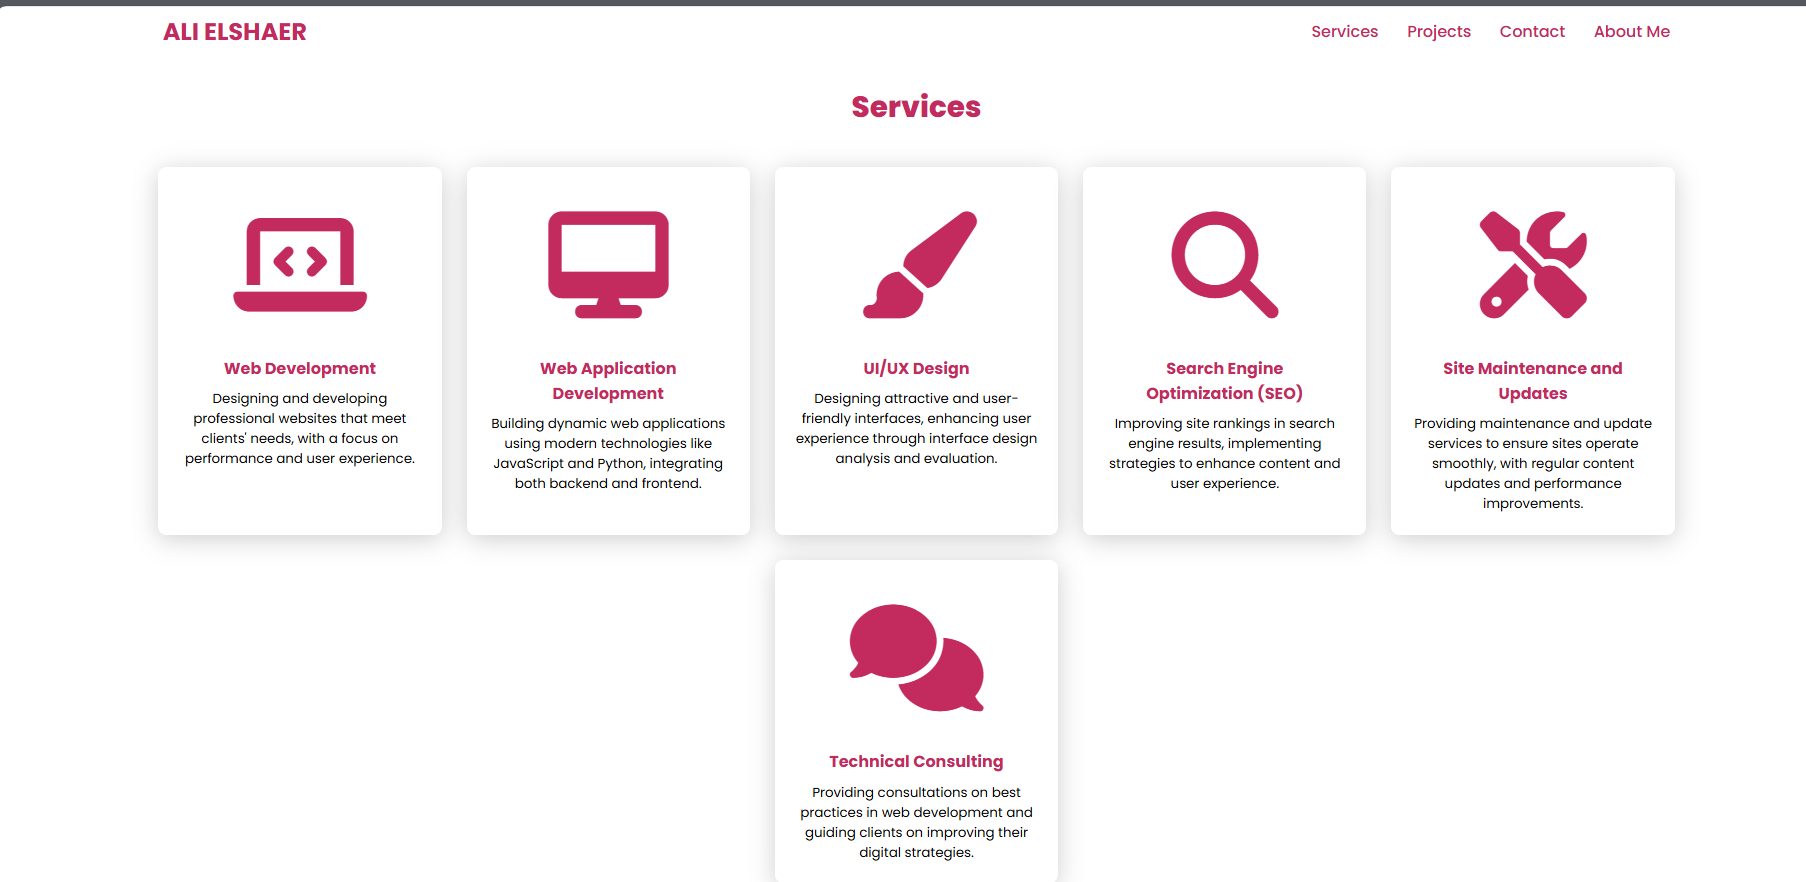 ALI ELSHAER
Services
Projects
Contact
About Me
Services
Web Development
Designing and developing
professional websites that meet
clients' needs, with a focus on
performance and user experience.
Web Application
Development
Building dynamic web applications
using modern technologies like
JavaScript and Python, integrating
both backend and frontend.
UI/UX Design
Designing attractive and user-
friendly interfaces, enhancing user
experience through interface design
analysis and evaluation.
Search Engine
Optimization (SEO)
Improving site rankings in search
engine results, implementing
strategies to enhance content and
user experience.
Site Maintenance and
Updates
Providing maintenance and update
services to ensure sites operate
smoothly, with regular content
updates and performance
improvements.
Technical Consulting
Providing consultations on best
practices in web development and
guiding clients on improving their
digital strategies.